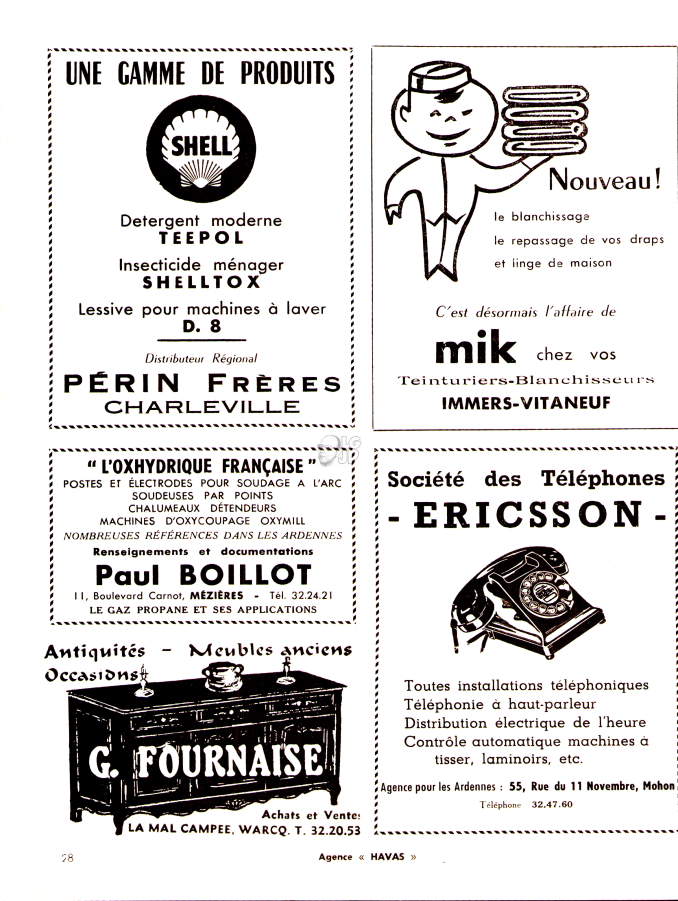 UNE GAMME DE PRODUITS
SHELL
Detergent moderne
TEEPOL
Insecticide ménager
SHELLTOX
Lessive pour machines à laver
D. 8
Distributeur Régional
PÉRIN FRÈRES
CHARLEVILLE
Nouveau!
le blanchissage
le repassage de vos draps
et linge de maison
C'est désormais l'affaire de
mik chez vos
Teinturiers-Blanchisseurs
IMMERS-VITANEUF
" L'OXHYDRIQUE FRANÇAISE "
POSTES ET ÉLECTRODES POUR SOUDAGE A L'ARC
SOUDEUSES PAR POINTS
CHALUMEAUX DÉTENDEURS
MACHINES D'OXYCOUPAGE OXYMILL
NOMBREUSES RÉFÉRENCES DANS LES ARDENNES
Renseignements et documentations
Paul BOILLOT
11, Boulevard Carnot, MÉZIÈRES - Tél. 32.24.21
LE GAZ PROPANE ET SES APPLICATIONS
Société des Téléphones
- ERICSSON -
Toutes installations téléphoniques
Téléphonie à haut-parleur
Distribution électrique de l'heure
Contrôle automatique machines à
tisser, laminoirs, etc.
Agence pour les Ardennes : 55, Rue du 11 Novembre, Mohon
Téléphone 32.47.60
Antiquités - Meubles anciens
Occasions
G. FOURNAISE
Achats et Ventes
LA MAL CAMPEE, WARCQ. T. 32.20.53
28
Agence « HAVAS »